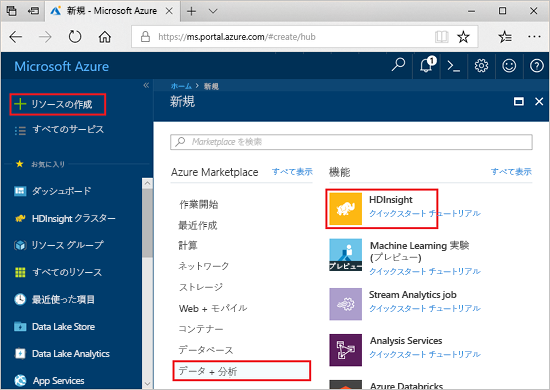 新規 - Microsoft Azure
https://ms.portal.azure.com/#create/hub
Microsoft Azure
1
リソースの作成
すべてのサービス
お気に入り
ダッシュボード
HDInsight クラスター
リソース グループ
すべてのリソース
最近使った項目
Data Lake Store
Data Lake Analytics
App Services
ホーム > 新規
新規
Marketplace を検索
Azure Marketplace すべて表示
作業開始
最近作成
計算
ネットワーク
ストレージ
Web + モバイル
コンテナー
データベース
データ + 分析
機能 すべて表示
HDInsight
クイックスタート チュートリアル
プレビュー
Machine Learning 実験
(プレビュー)
クイックスタート チュートリアル
Stream Analytics job
クイックスタート チュートリアル
Analysis Services
クイックスタート チュートリアル
Azure Databricks